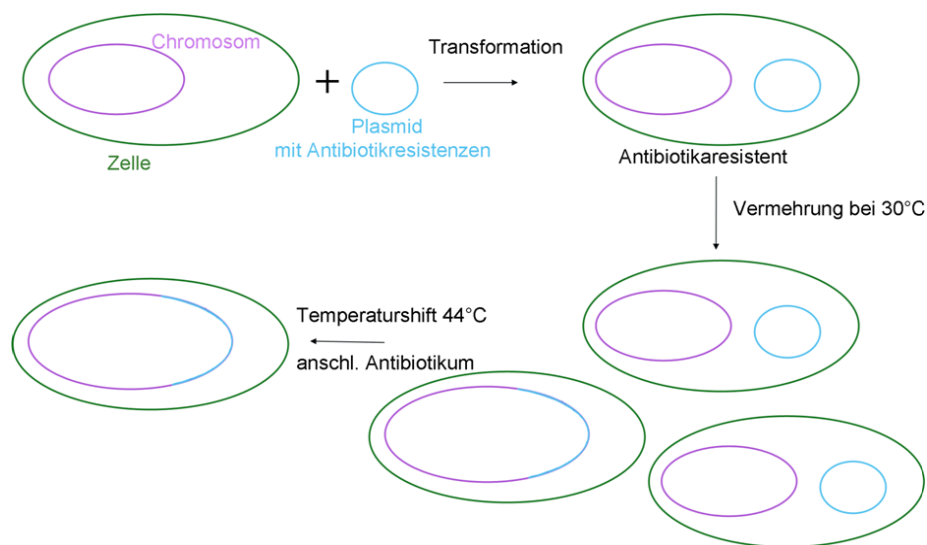 Chromosom
Transformation
Plasmid
mit Antibiotikresistenzen
Zelle
Antibiotikaresistent
Vermehrung bei 30°C
Temperaturshift 44°C
anschl. Antibiotikum